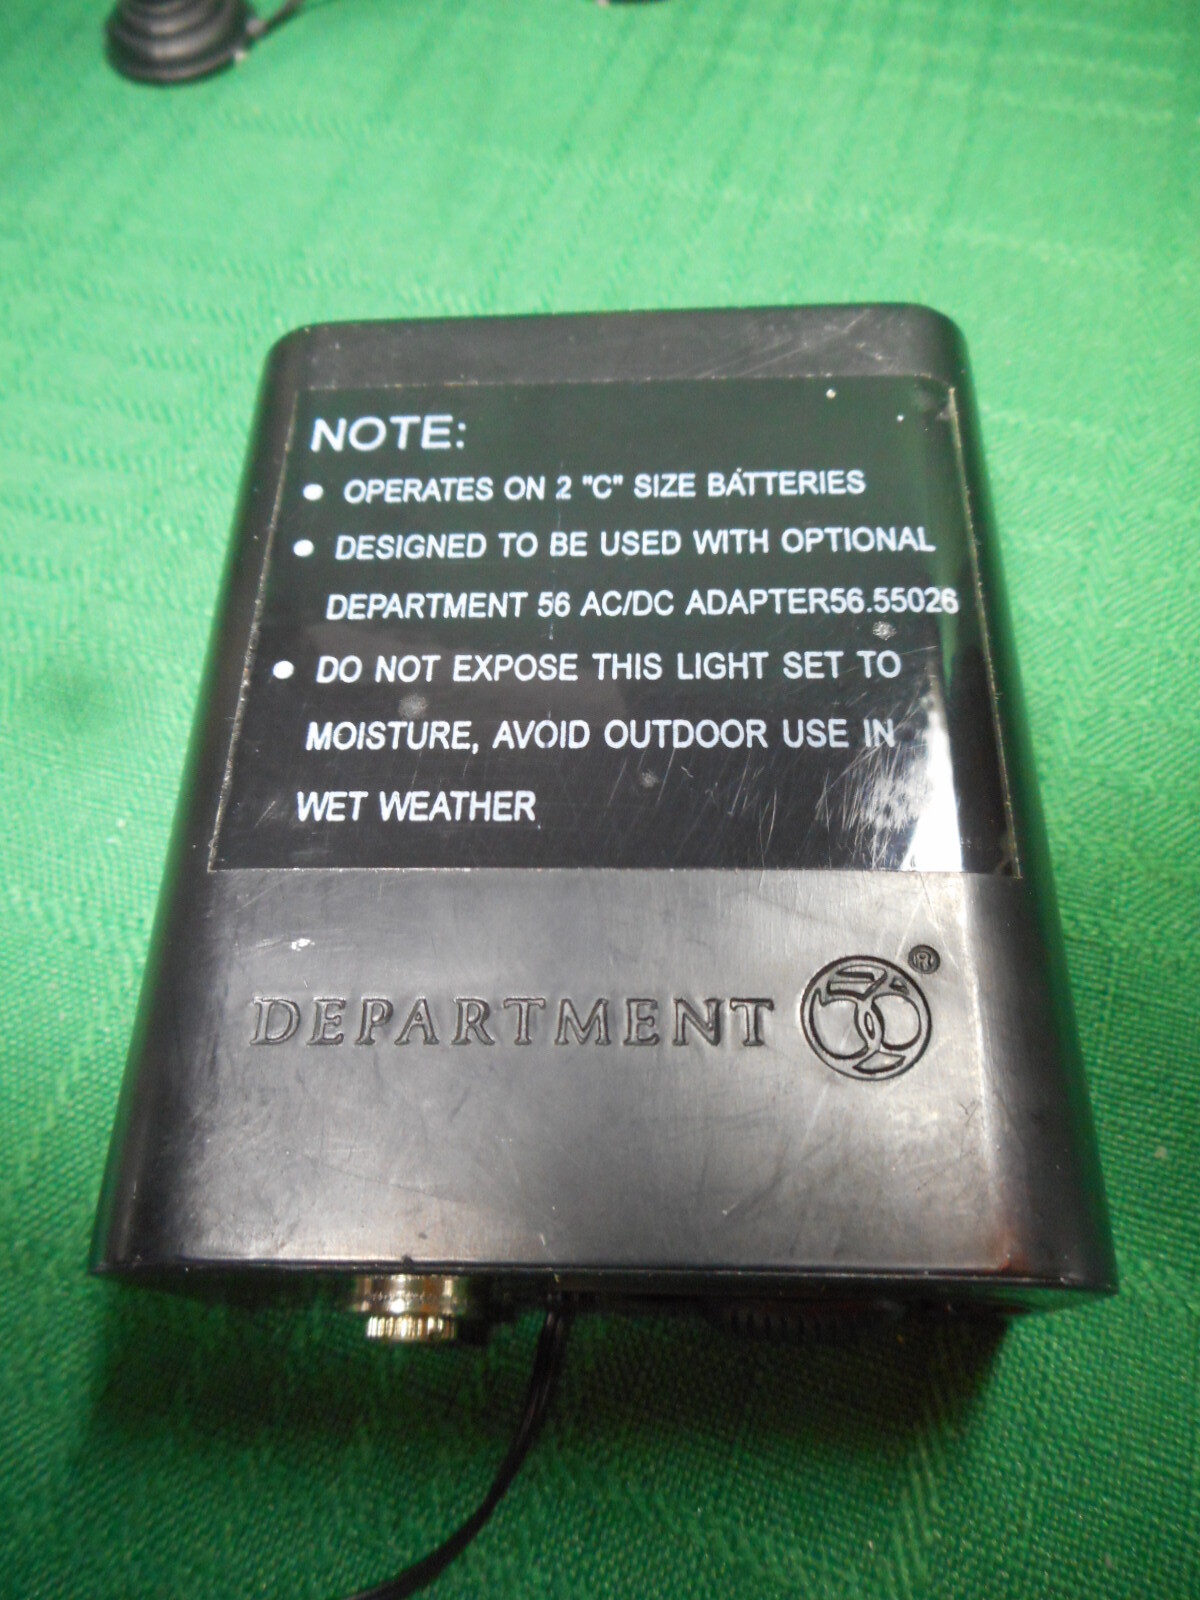 NOTE:
● OPERATES ON 2 "C" SIZE BATTERIES
● DESIGNED TO BE USED WITH OPTIONAL
DEPARTMENT 56 AC/DC ADAPTER56.55026
● DO NOT EXPOSE THIS LIGHT SET TO
MOISTURE, AVOID OUTDOOR USE IN
WET WEATHER
DEPARTMENT 56®